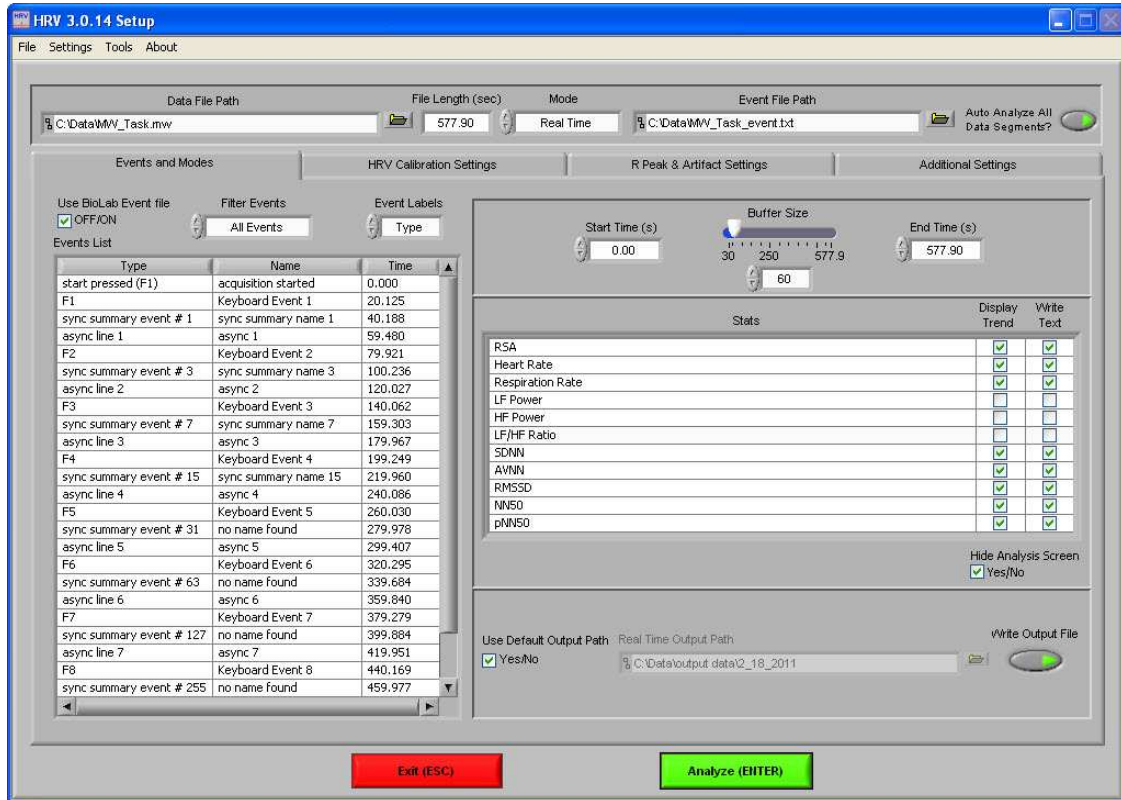 HRV 3.0.14 Setup
File Settings Tools About
Data File Path File Length (sec) Mode Event File Path
C:\Data\MW_Task.mw 577.90 Real Time C:\Data\MW_Task_event.txt
Auto Analyze All
Data Segments?
Events and Modes HRV Calibration Settings R Peak & Artifact Settings Additional Settings
Use BioLab Event file Filter Events Event Labels
OFF/ON All Events Type
Events List
Type Name Time
start pressed (F1) acquisition started 0.000
F1 Keyboard Event 1 20.125
sync summary event # 1 sync summary name 1 40.188
async line 1 async 1 59.480
F2 Keyboard Event 2 79.921
sync summary event # 3 sync summary name 3 100.236
async line 2 async 2 120.027
F3 Keyboard Event 3 140.062
sync summary event # 7 sync summary name 7 159.303
async line 3 async 3 179.967
F4 Keyboard Event 4 199.249
sync summary event # 15 sync summary name 15 219.960
async line 4 async 4 240.086
F5 Keyboard Event 5 260.030
sync summary event # 31 no name found 279.978
async line 5 async 5 299.407
F6 Keyboard Event 6 320.295
sync summary event # 63 no name found 339.684
async line 6 async 6 359.840
F7 Keyboard Event 7 379.279
sync summary event # 127 no name found 399.884
async line 7 async 7 419.951
F8 Keyboard Event 8 440.169
sync summary event # 255 no name found 459.977
Start Time (s) Buffer Size End Time (s)
0.00 30 250 577.9 577.90
60
Stats Display Trend Write Text
RSA
Heart Rate
Respiration Rate
LF Power
HF Power
LF/HF Ratio
SDNN
AVNN
RMSSD
NN50
pNN50
Hide Analysis Screen
Yes/No
Use Default Output Path Real Time Output Path Write Output File
Yes/No C:\Data\output data\2_18_2011
Exit (ESC) Analyze (ENTER)